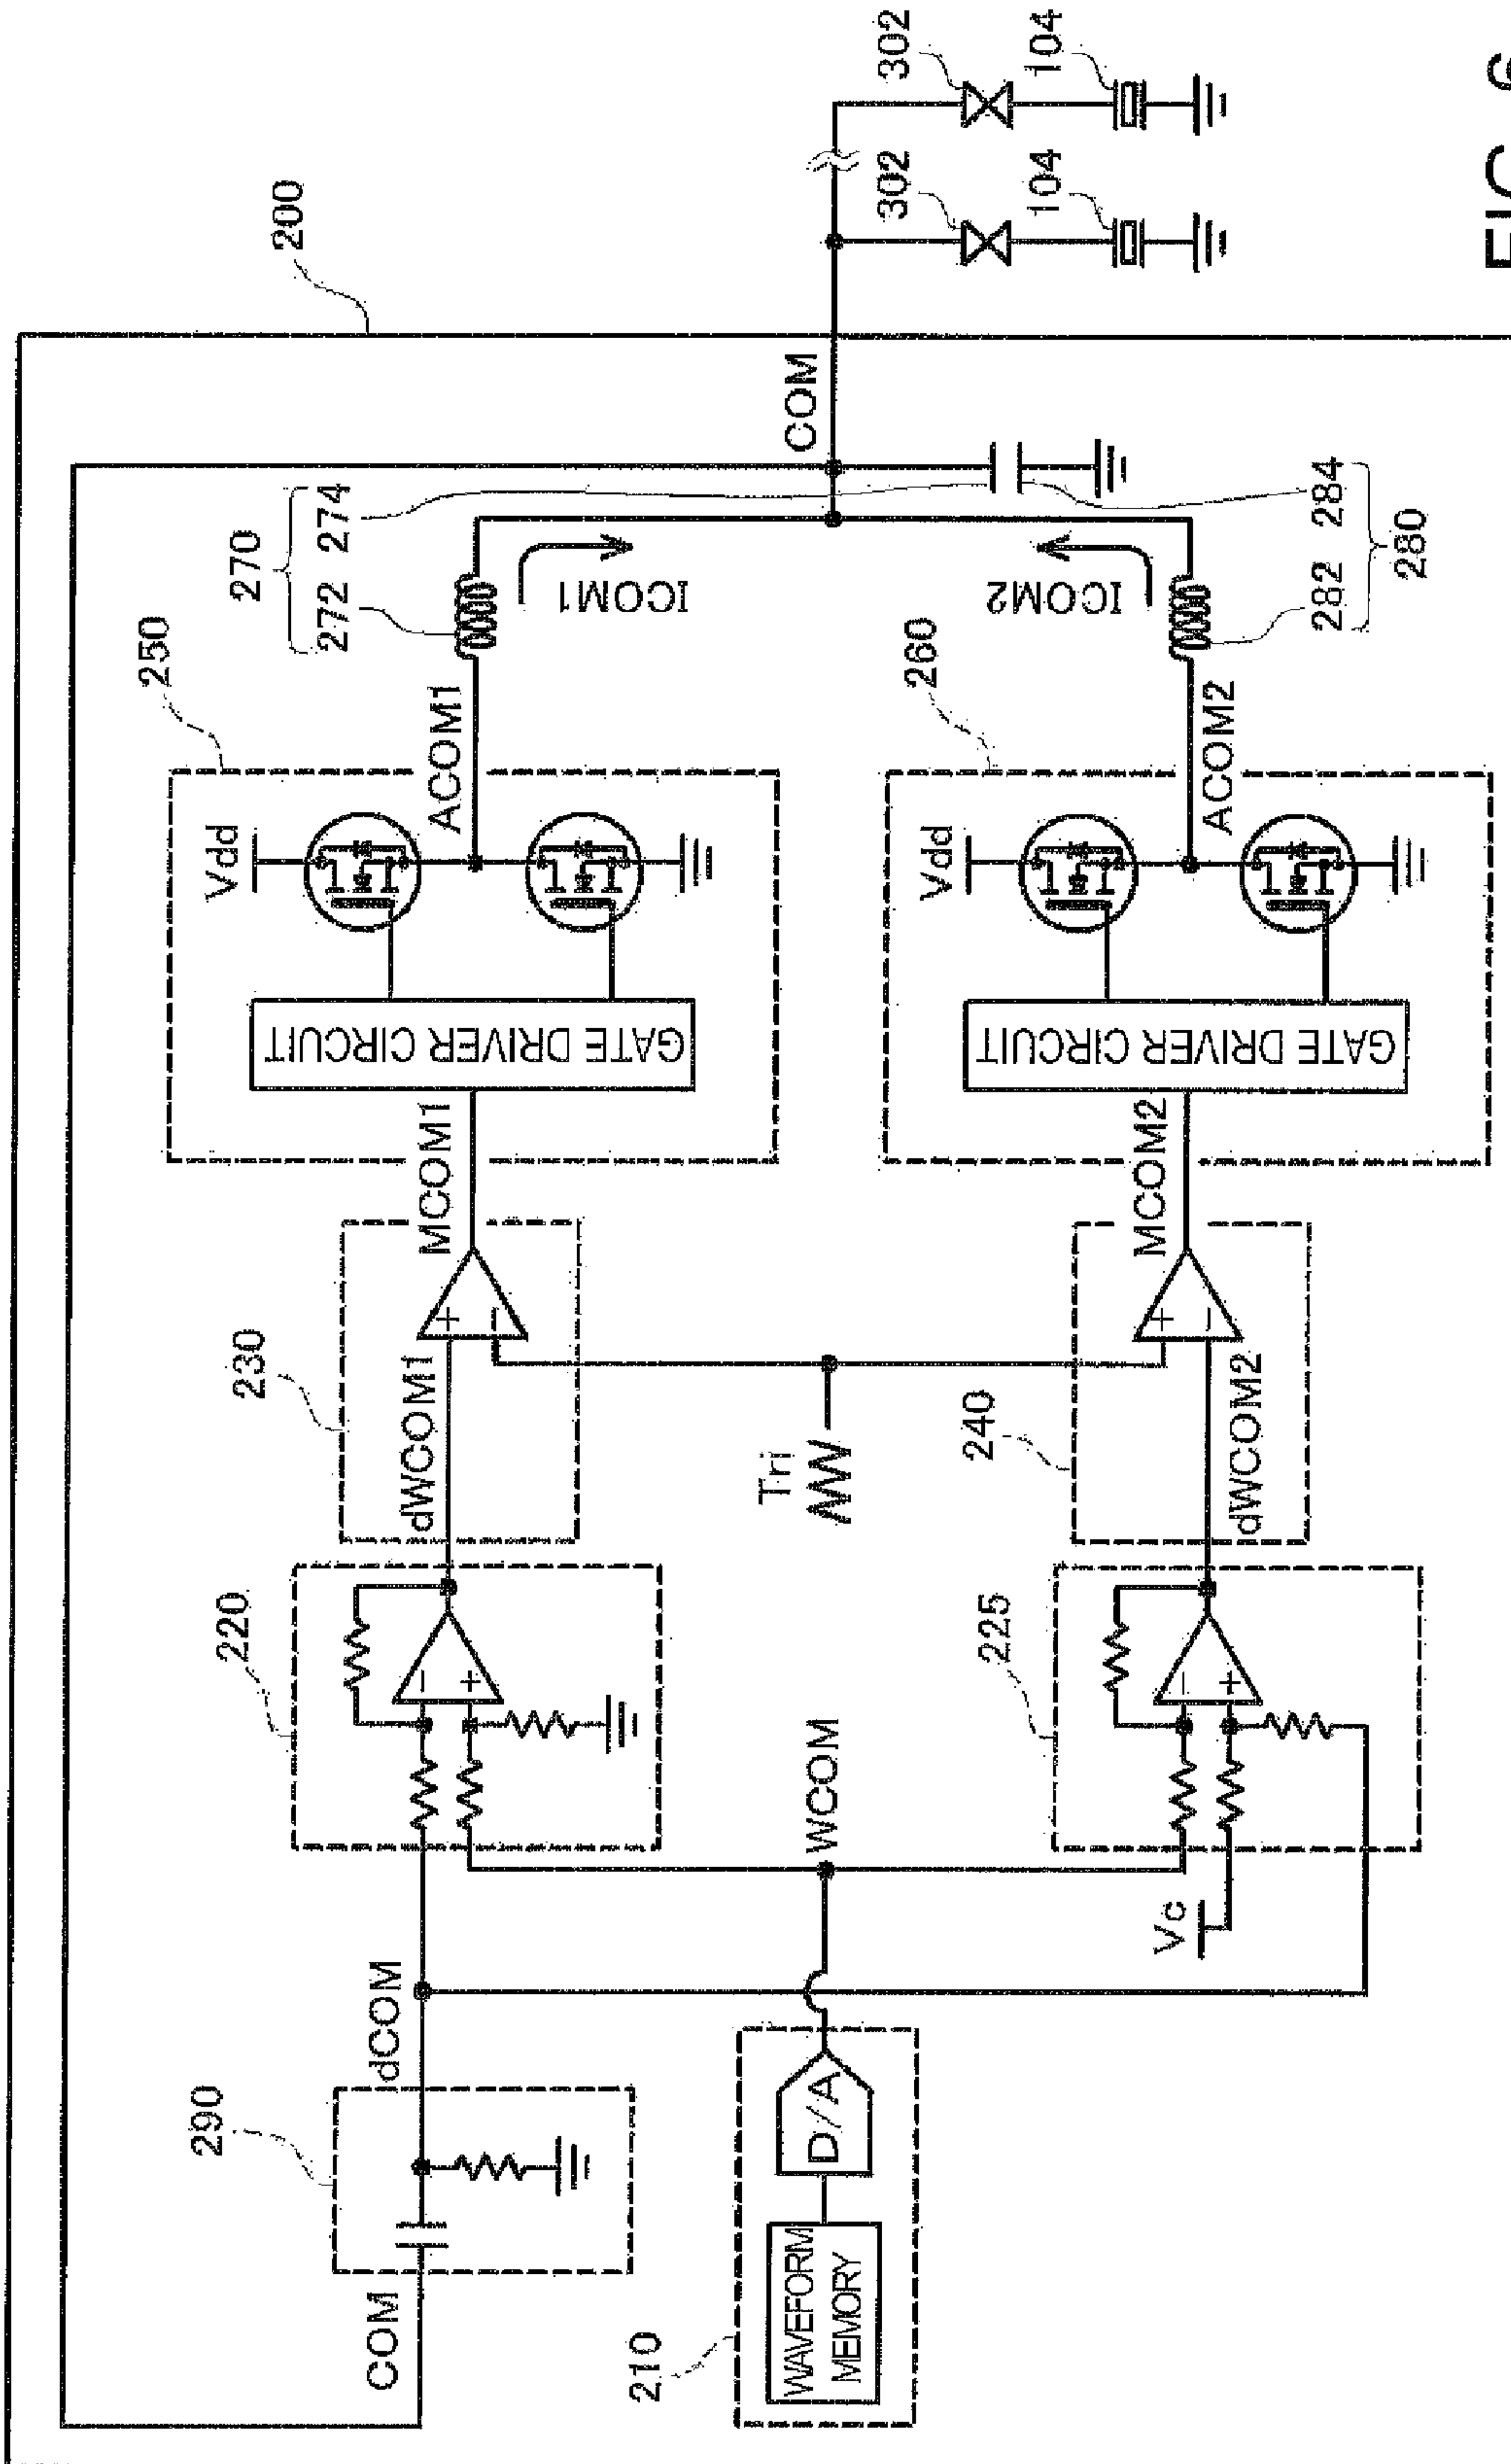 200
COM
270
272 274
250
Vdd
ACOM1
ICOM1
GATE DRIVER CIRCUIT
MCOM1
230
dWCOM1
+
−
220
−
+
dCOM
290
COM
302
302
104
104
ICOM2
282 284
280
260
Vdd
ACOM2
GATE DRIVER CIRCUIT
MCOM2
240
dWCOM2
+
−
Tri
225
−
+
Vc
WCOM
210
D/A
WAVEFORM
MEMORY